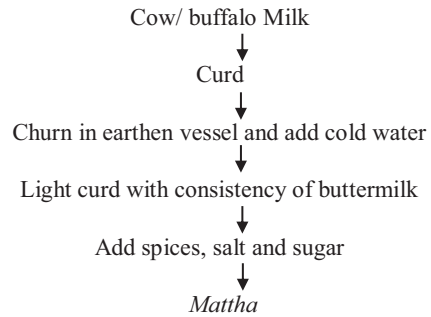 Cow/ buffalo Milk
Curd
Churn in earthen vessel and add cold water
Light curd with consistency of buttermilk
Add spices, salt and sugar
Mattha